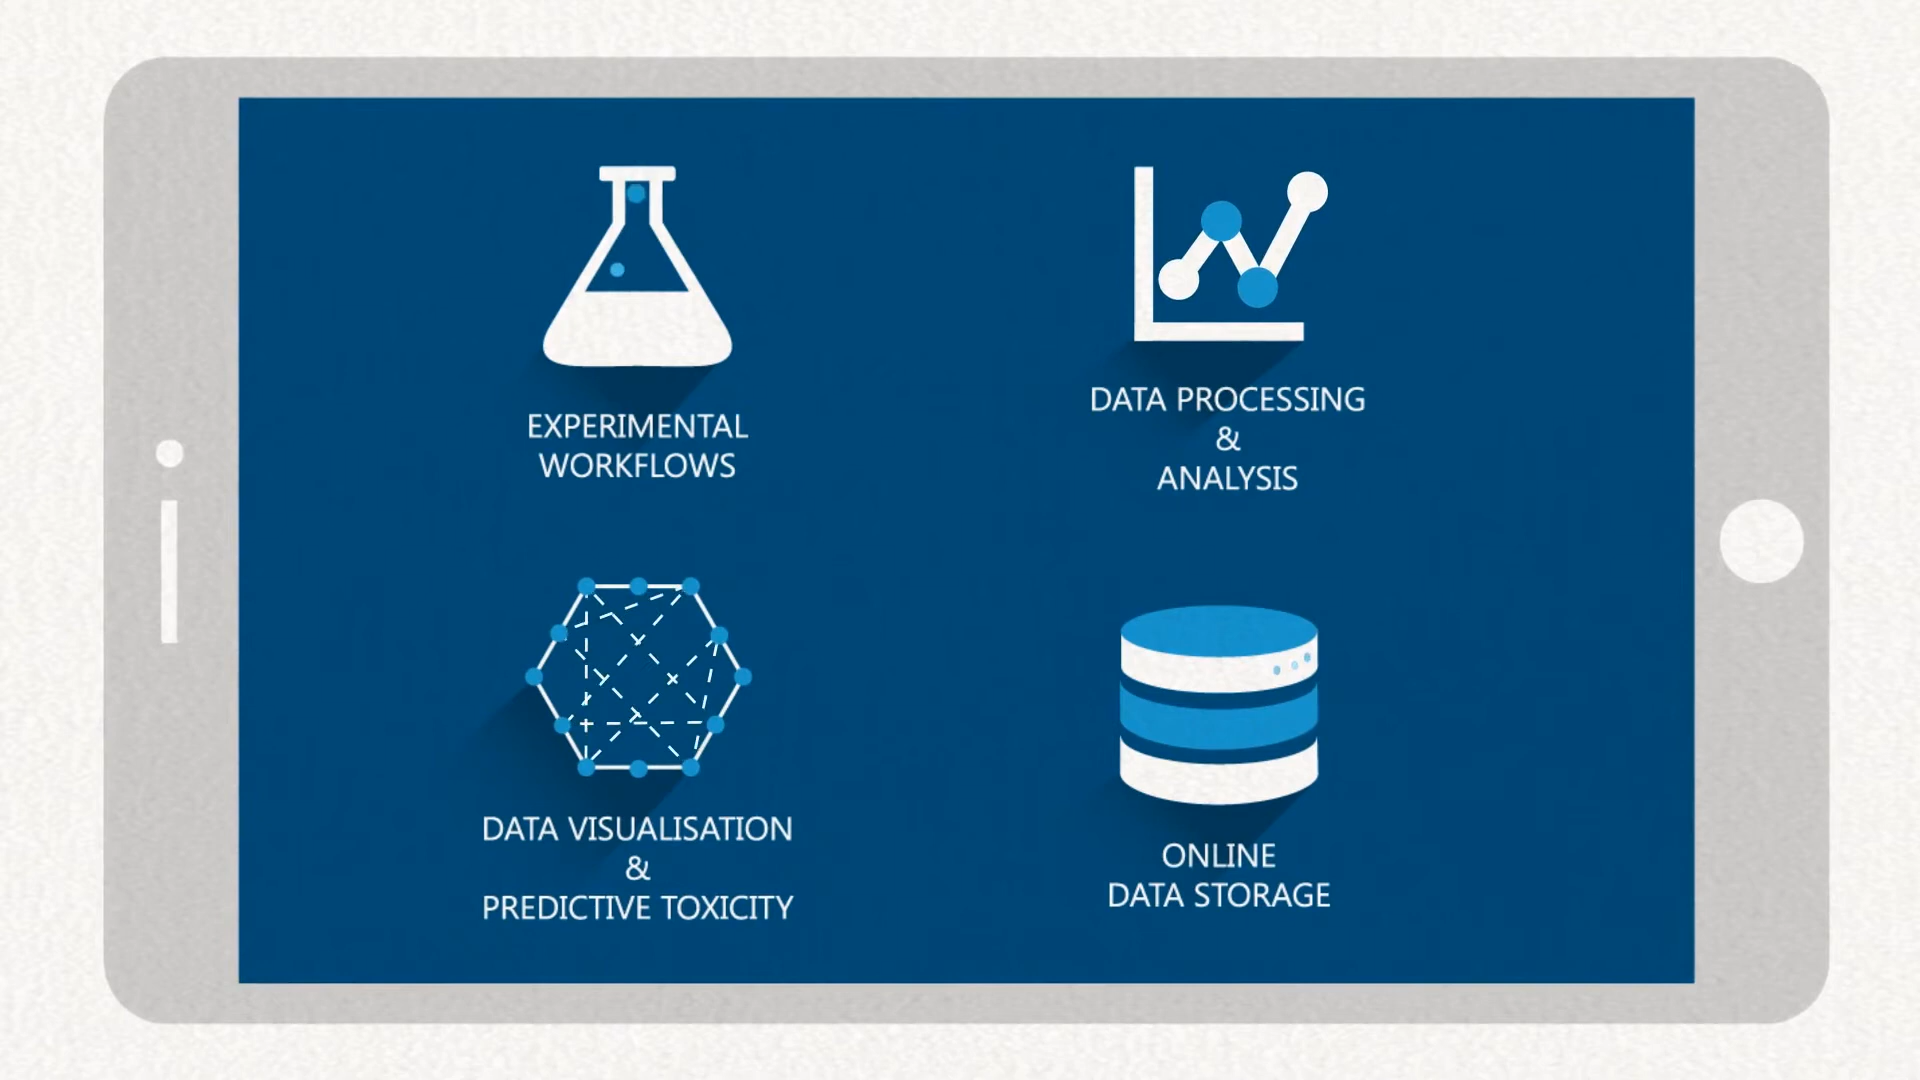 EXPERIMENTAL
WORKFLOWS
DATA PROCESSING
&
ANALYSIS
DATA VISUALISATION
&
PREDICTIVE TOXICITY
ONLINE
DATA STORAGE